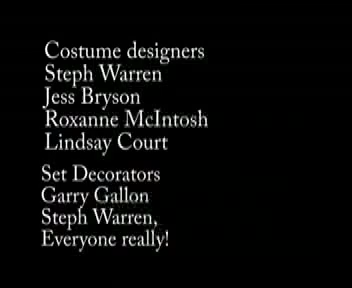 Costume designers
Steph Warren
Jess Bryson
Roxanne McIntosh
Lindsay Court
Set Decorators
Garry Gallon
Steph Warren,
Everyone really!